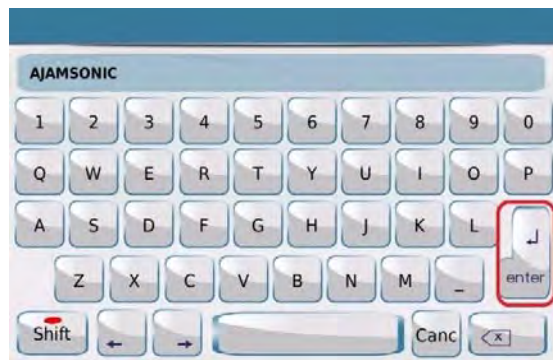 AJAMSONIC
1 2 3 4 5 6 7 8 9 0
Q W E R T Y U I O P
A S D F G H J K L ↲
Z X C V B N M _ enter
Shift ← → Canc x